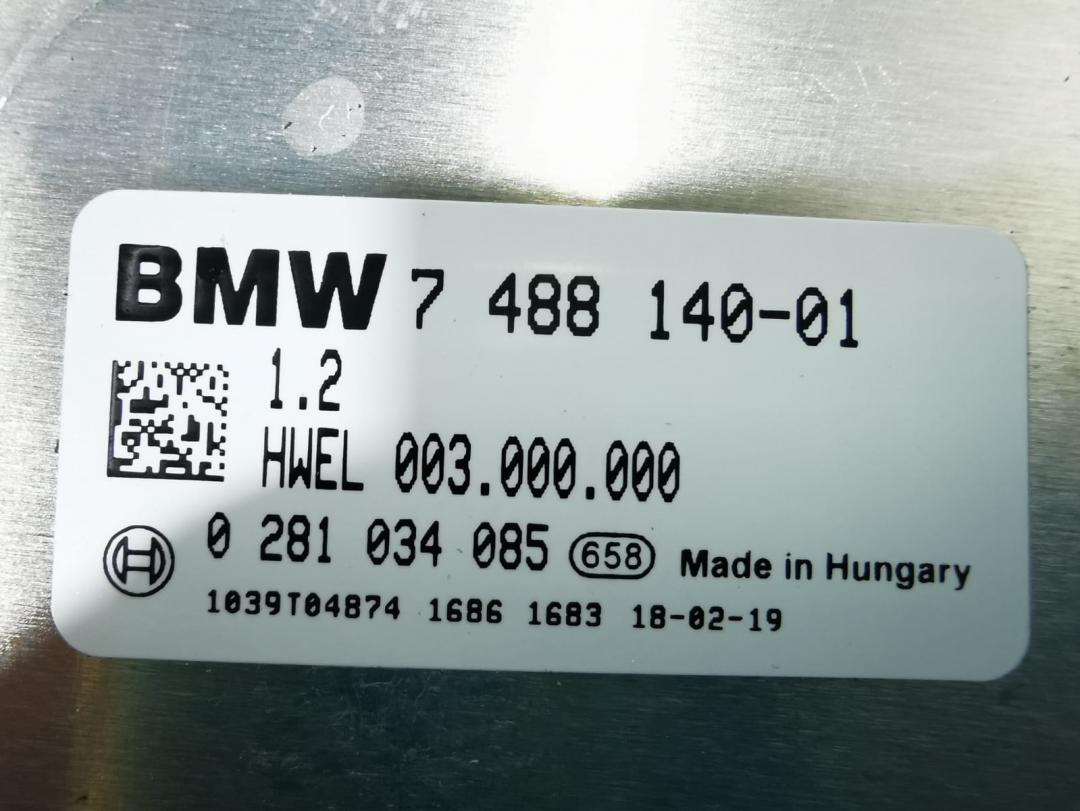 BMW 7 488 140-01
1.2
HWEL 003.000.000
0 281 034 085 658 Made in Hungary
1039T04874 1686 1683 18-02-19